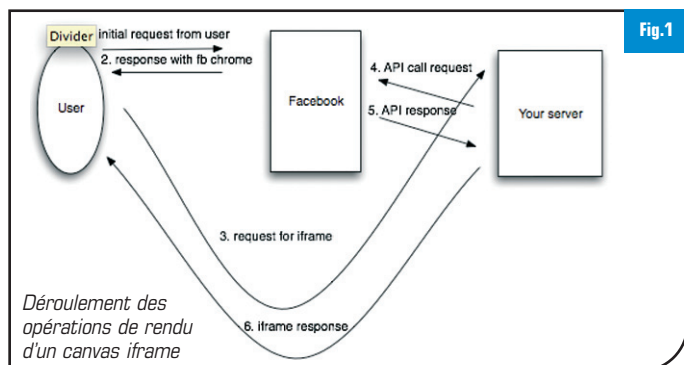 Fig.1
Divider initial request from user
2. response with fb chrome
User
Facebook
4. API call request
5. API response
Your server
3. request for iframe
6. iframe response
Déroulement des
opérations de rendu
d'un canvas iframe